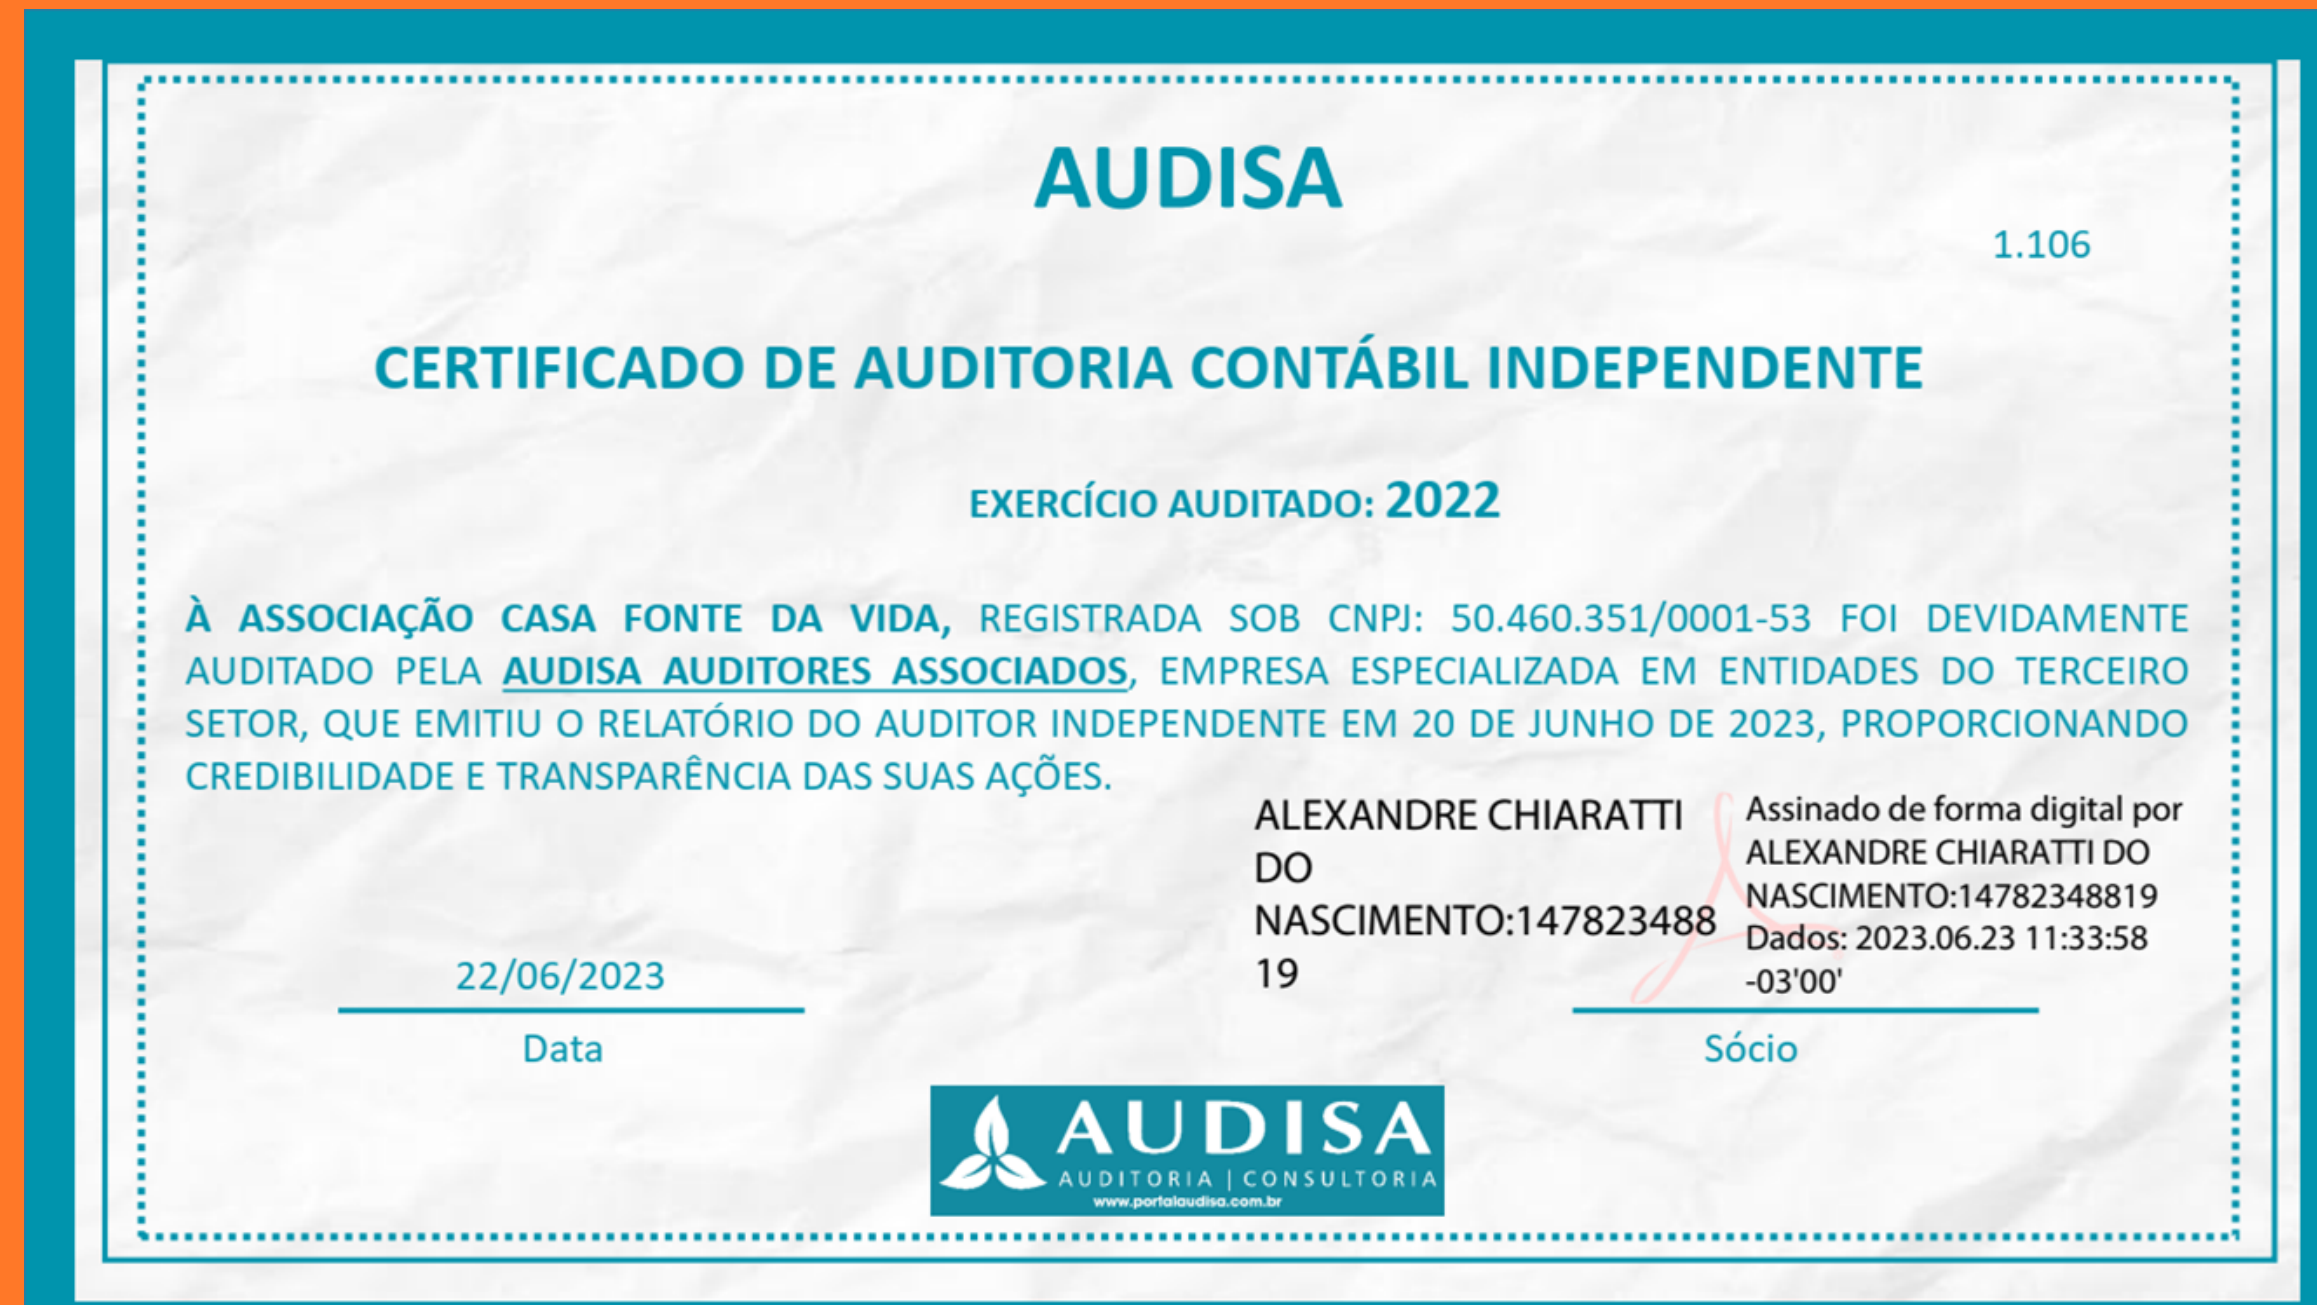 AUDISA
1.106
CERTIFICADO DE AUDITORIA CONTÁBIL INDEPENDENTE
EXERCÍCIO AUDITADO: 2022
À ASSOCIAÇÃO CASA FONTE DA VIDA, REGISTRADA SOB CNPJ: 50.460.351/0001-53 FOI DEVIDAMENTE
AUDITADO PELA AUDISA AUDITORES ASSOCIADOS, EMPRESA ESPECIALIZADA EM ENTIDADES DO TERCEIRO
SETOR, QUE EMITIU O RELATÓRIO DO AUDITOR INDEPENDENTE EM 20 DE JUNHO DE 2023, PROPORCIONANDO
CREDIBILIDADE E TRANSPARÊNCIA DAS SUAS AÇÕES.
ALEXANDRE CHIARATTI
DO
NASCIMENTO:147823488
19
Assinado de forma digital por
ALEXANDRE CHIARATTI DO
NASCIMENTO:14782348819
Dados: 2023.06.23 11:33:58
-03'00'
22/06/2023
Data
Sócio
AUDISA
AUDITORIA | CONSULTORIA
www.portalaudisa.com.br